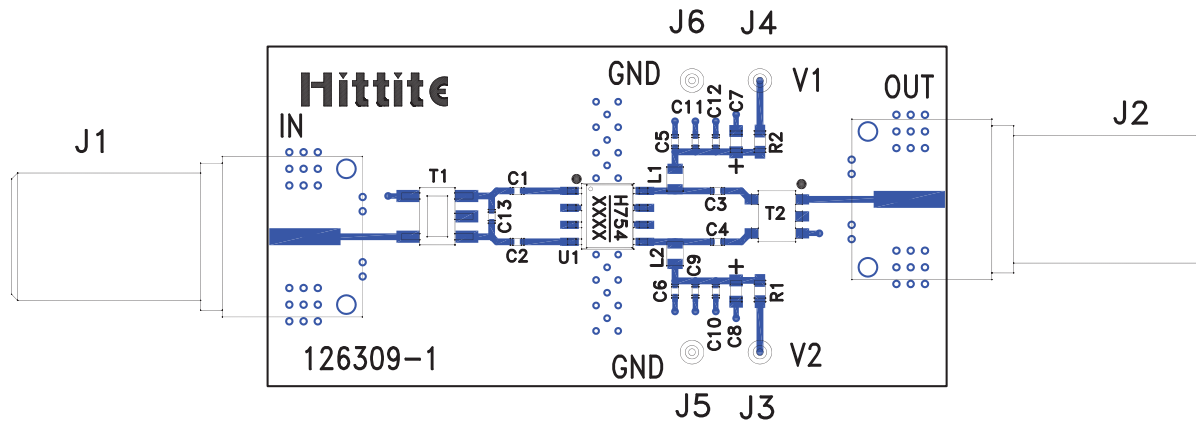 J6
J4
GND
V1
Hittite
OUT
J1
IN
J2
C11
C12
C7
C5
R2
+
L1
T1
C1
C3
C13
H754
XXXX
T2
C2
U1
C4
L2
C9
+
C6
R1
C10
C8
126309-1
GND
V2
J5
J3